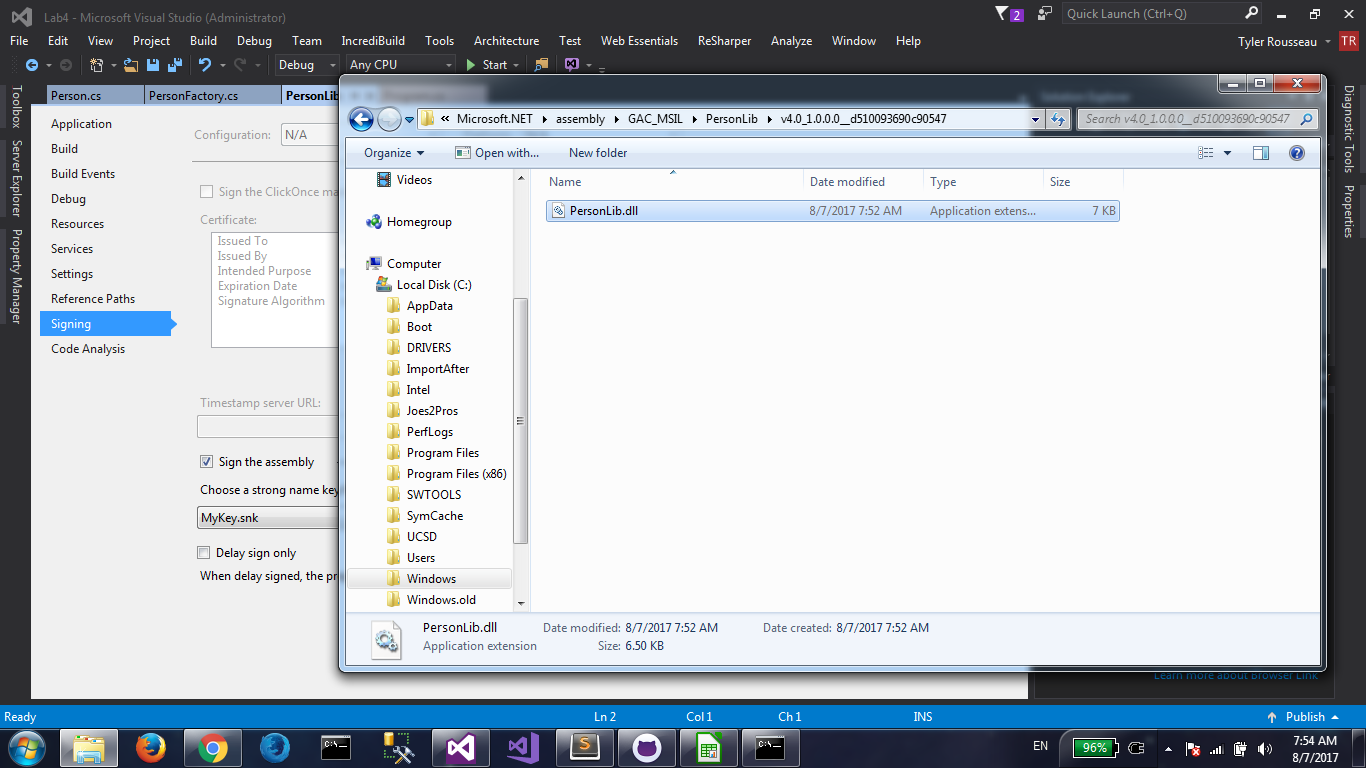 Lab4 - Microsoft Visual Studio (Administrator)
2
Quick Launch (Ctrl+Q)
File Edit View Project Build Debug Team IncrediBuild Tools Architecture Test Web Essentials ReSharper Analyze Window Help
Tyler Rousseau TR
Debug Any CPU Start
Toolbox
Server Explorer
Property Manager
Person.cs PersonFactory.cs PersonLib
Application
Build
Build Events
Debug
Resources
Services
Settings
Reference Paths
Signing
Code Analysis
Configuration: N/A
Sign the ClickOnce ma
Certificate:
Issued To
Issued By
Intended Purpose
Expiration Date
Signature Algorithm
Timestamp server URL:
Sign the assembly
Choose a strong name key
MyKey.snk
Delay sign only
When delay signed, the pr
« Microsoft.NET assembly GAC_MSIL PersonLib v4.0_1.0.0.0__d510093690c90547
Search v4.0_1.0.0.0__d510093690c90547
Organize Open with... New folder
Videos
Homegroup
Computer
Local Disk (C:)
AppData
Boot
DRIVERS
ImportAfter
Intel
Joes2Pros
PerfLogs
Program Files
Program Files (x86)
SWTOOLS
SymCache
UCSD
Users
Windows
Windows.old
Name Date modified Type Size
PersonLib.dll 8/7/2017 7:52 AM Application extens... 7 KB
PersonLib.dll Date modified: 8/7/2017 7:52 AM Date created: 8/7/2017 7:52 AM
Application extension Size: 6.50 KB
Diagnostic Tools
Properties
Solution Explorer
Learn more about Browser Link
Ready Ln 2 Col 1 Ch 1 INS Publish
EN 96% 7:54 AM
8/7/2017